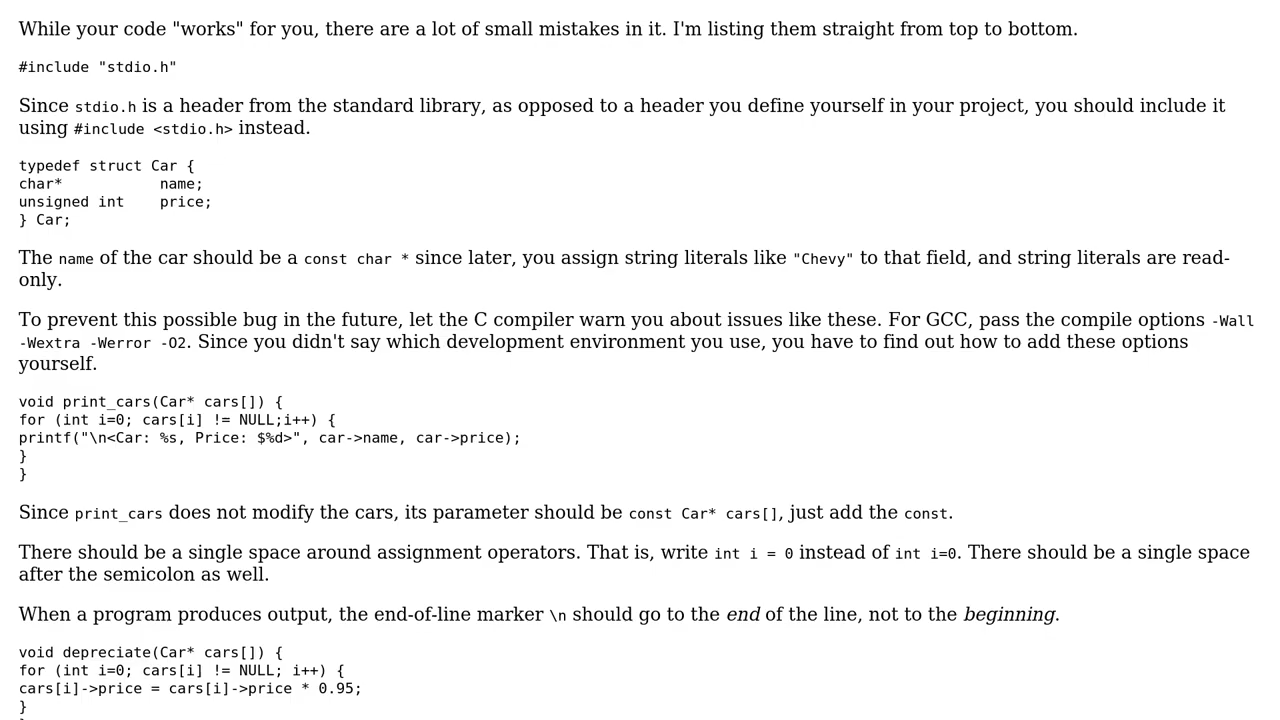 While your code "works" for you, there are a lot of small mistakes in it. I'm listing them straight from top to bottom.
#include "stdio.h"
Since stdio.h is a header from the standard library, as opposed to a header you define yourself in your project, you should include it
using #include <stdio.h> instead.
typedef struct Car {
char*           name;
unsigned int    price;
} Car;
The name of the car should be a const char * since later, you assign string literals like "Chevy" to that field, and string literals are read-
only.
To prevent this possible bug in the future, let the C compiler warn you about issues like these. For GCC, pass the compile options -Wall
-Wextra -Werror -O2. Since you didn't say which development environment you use, you have to find out how to add these options
yourself.
void print_cars(Car* cars[]) {
for (int i=0; cars[i] != NULL;i++) {
printf("\n<Car: %s, Price: $%d>", car->name, car->price);
}
}
Since print_cars does not modify the cars, its parameter should be const Car* cars[], just add the const.
There should be a single space around assignment operators. That is, write int i = 0 instead of int i=0. There should be a single space
after the semicolon as well.
When a program produces output, the end-of-line marker \n should go to the end of the line, not to the beginning.
void depreciate(Car* cars[]) {
for (int i=0; cars[i] != NULL; i++) {
cars[i]->price = cars[i]->price * 0.95;
}